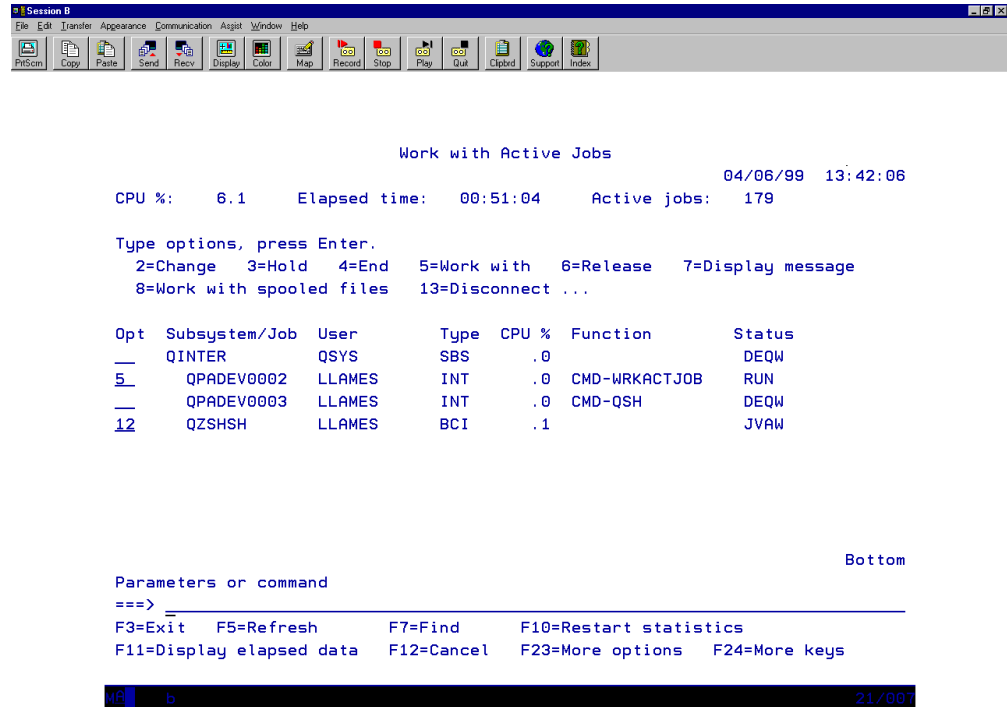 Session B
File Edit Transfer Appearance Communication Assist Window Help
PrtScrn Copy Paste Send Recv Display Color Map Record Stop Play Quit Clipbrd Support Index
Work with Active Jobs
04/06/99 13:42:06
CPU %: 6.1 Elapsed time: 00:51:04 Active jobs: 179
Type options, press Enter.
2=Change 3=Hold 4=End 5=Work with 6=Release 7=Display message
8=Work with spooled files 13=Disconnect ...
Opt Subsystem/Job User Type CPU % Function Status
__ QINTER QSYS SBS .0 DEQW
5_ QPADEV0002 LLAMES INT .0 CMD-WRKACTJOB RUN
__ QPADEV0003 LLAMES INT .0 CMD-QSH DEQW
12 QZSHSH LLAMES BCI .1 JVAW
Bottom
Parameters or command
===>
F3=Exit F5=Refresh F7=Find F10=Restart statistics
F11=Display elapsed data F12=Cancel F23=More options F24=More keys
b 21/007